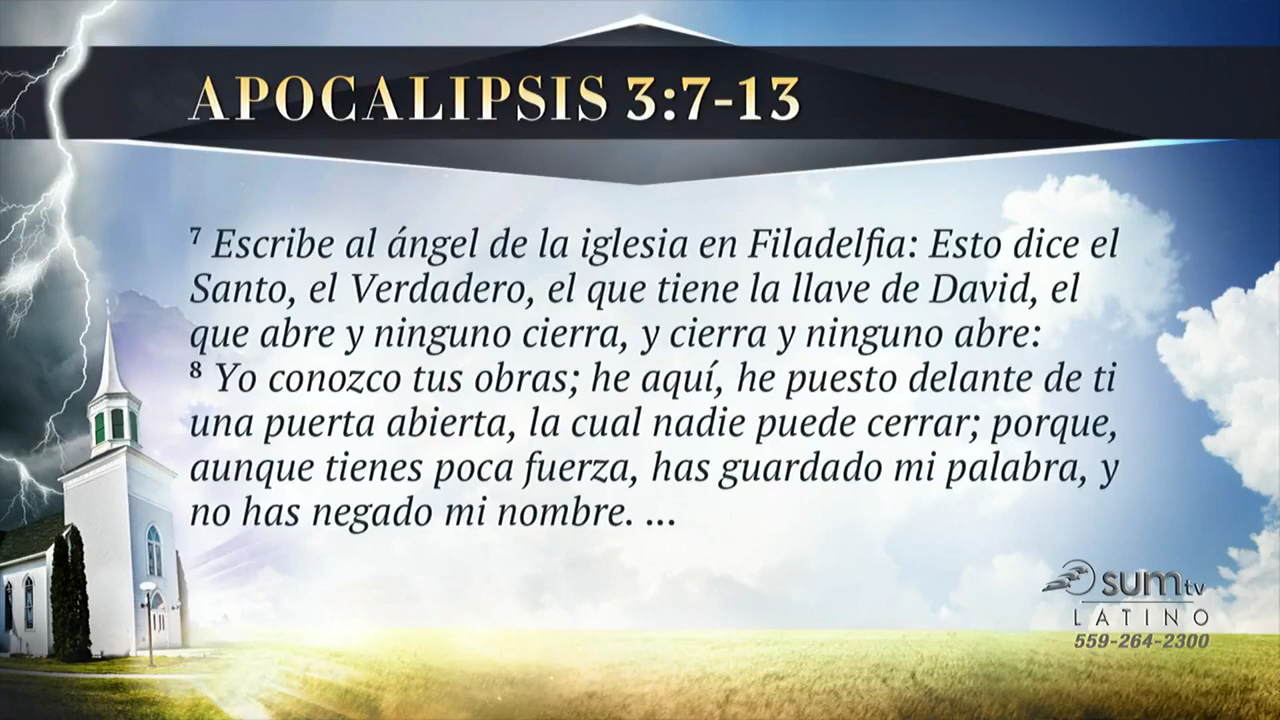 APOCALIPSIS 3:7-13
⁷ Escribe al ángel de la iglesia en Filadelfia: Esto dice el
Santo, el Verdadero, el que tiene la llave de David, el
que abre y ninguno cierra, y cierra y ninguno abre:
⁸ Yo conozco tus obras; he aquí, he puesto delante de ti
una puerta abierta, la cual nadie puede cerrar; porque,
aunque tienes poca fuerza, has guardado mi palabra, y
no has negado mi nombre. ...
sumtv
LATINO
559-264-2300